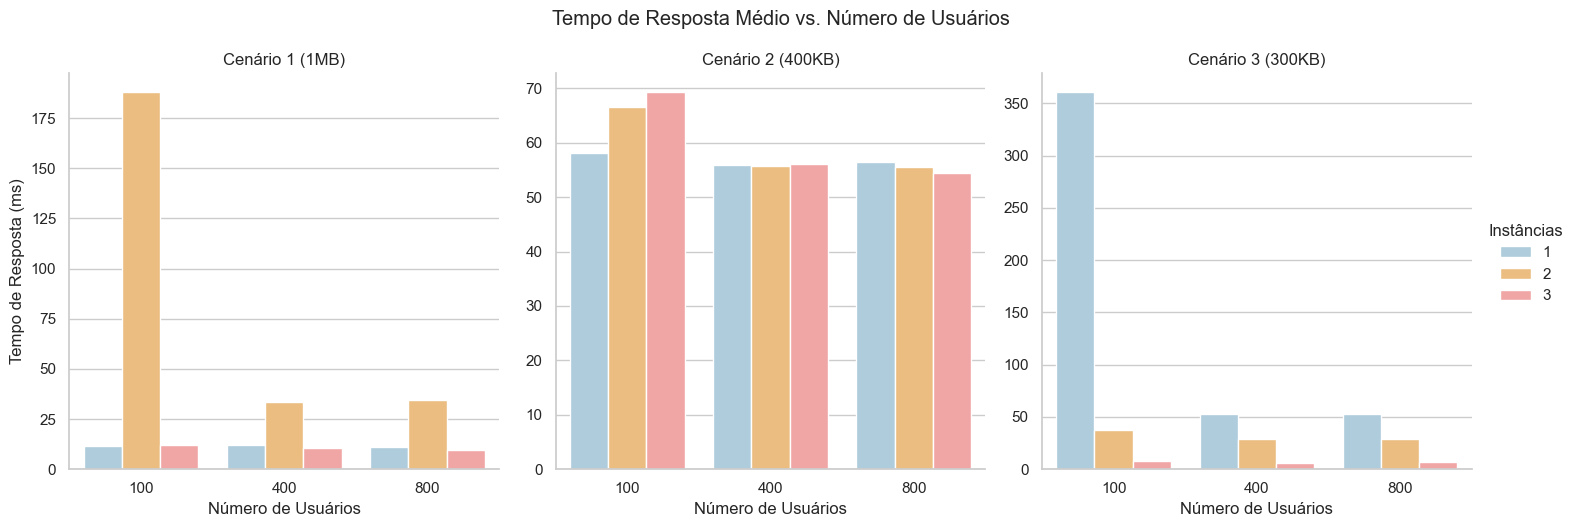 Tempo de Resposta Médio vs. Número de Usuários
Cenário 1 (1MB)
Tempo de Resposta (ms)
175
150
125
100
75
50
25
0
100 400 800
Número de Usuários
Cenário 2 (400KB)
70
60
50
40
30
20
10
0
100 400 800
Número de Usuários
Cenário 3 (300KB)
350
300
250
200
150
100
50
0
100 400 800
Número de Usuários
Instâncias
1
2
3